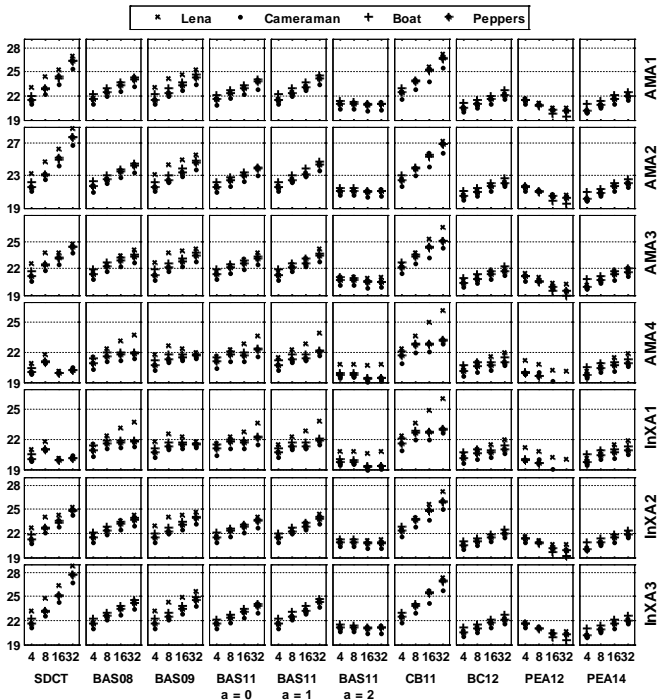 Lena Cameraman Boat Peppers
28
25
22
19
AMA1
27
23
19
AMA2
25
22
19
AMA3
25
22
19
AMA4
25
22
19
InXA1
28
25
22
19
InXA2
28
25
22
19
InXA3
4 8 1632 4 8 1632 4 8 1632 4 8 1632 4 8 1632 4 8 1632 4 8 1632 4 8 1632 4 8 1632 4 8 1632
SDCT BAS08 BAS09 BAS11 BAS11 BAS11 CB11 BC12 PEA12 PEA14
a = 0 a = 1 a = 2